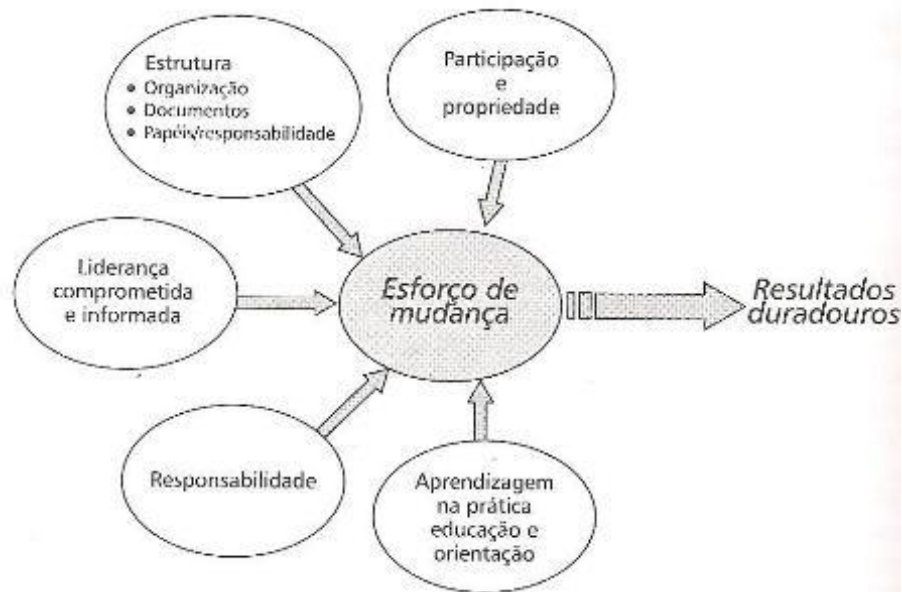 Estrutura
• Organização
• Documentos
• Papéis/responsabilidade
Participação
e
propriedade
Liderança
comprometida
e informada
Esforço de
mudança
Resultados
duradouros
Responsabilidade
Aprendizagem
na prática
educação e
orientação